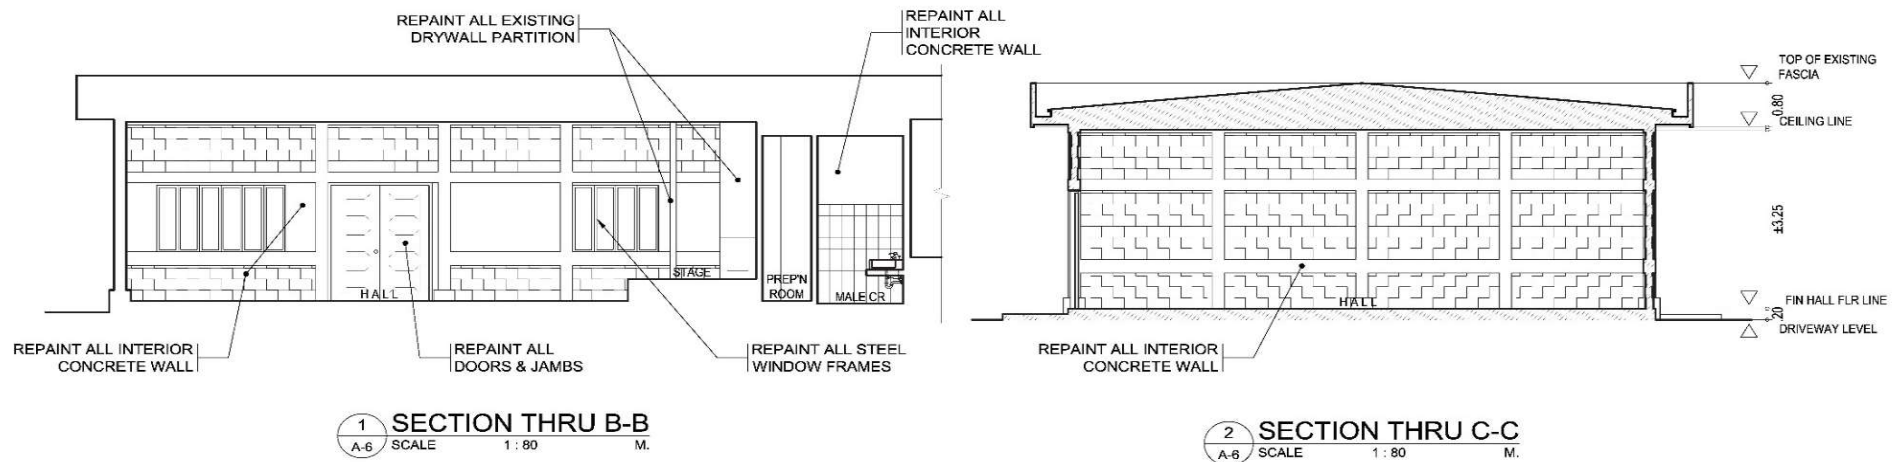 REPAINT ALL EXISTING
DRYWALL PARTITION
REPAINT ALL
INTERIOR
CONCRETE WALL
STAGE
PREP'N
ROOM
MALE CR
HALL
REPAINT ALL INTERIOR
CONCRETE WALL
REPAINT ALL
DOORS & JAMBS
REPAINT ALL STEEL
WINDOW FRAMES
1
A-6
SECTION THRU B-B
SCALE 1 : 80 M.
TOP OF EXISTING
FASCIA
0.80
CEILING LINE
±3.25
HALL
FIN HALL FLR LINE
.20
DRIVEWAY LEVEL
REPAINT ALL INTERIOR
CONCRETE WALL
2
A-6
SECTION THRU C-C
SCALE 1 : 80 M.